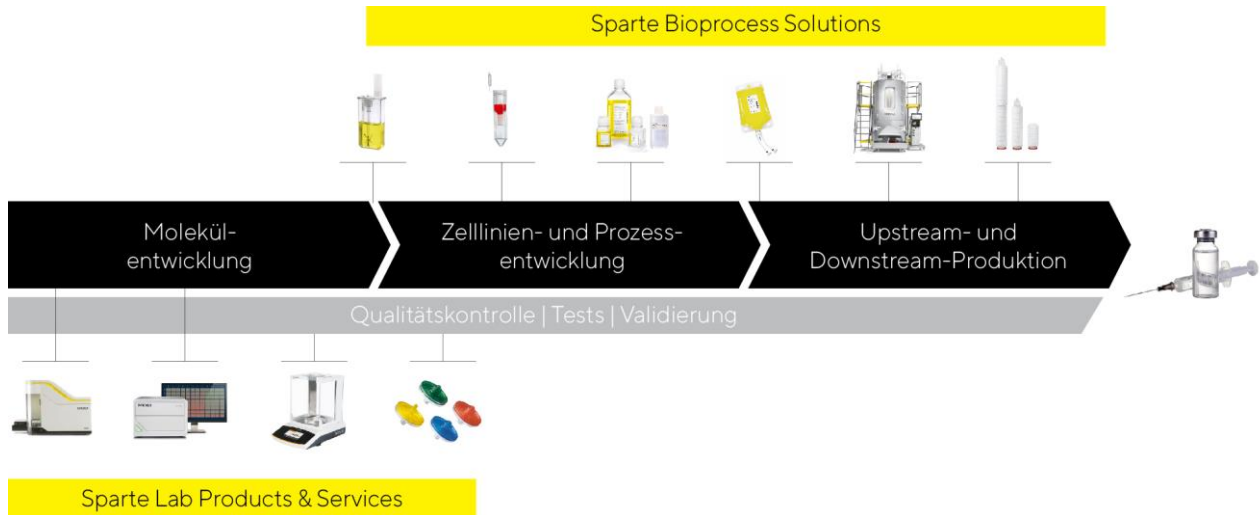 Sparte Bioprocess Solutions
Molekül-
entwicklung
Zelllinien- und Prozess-
entwicklung
Upstream- und
Downstream-Produktion
Qualitätskontrolle | Tests | Validierung
Sparte Lab Products & Services